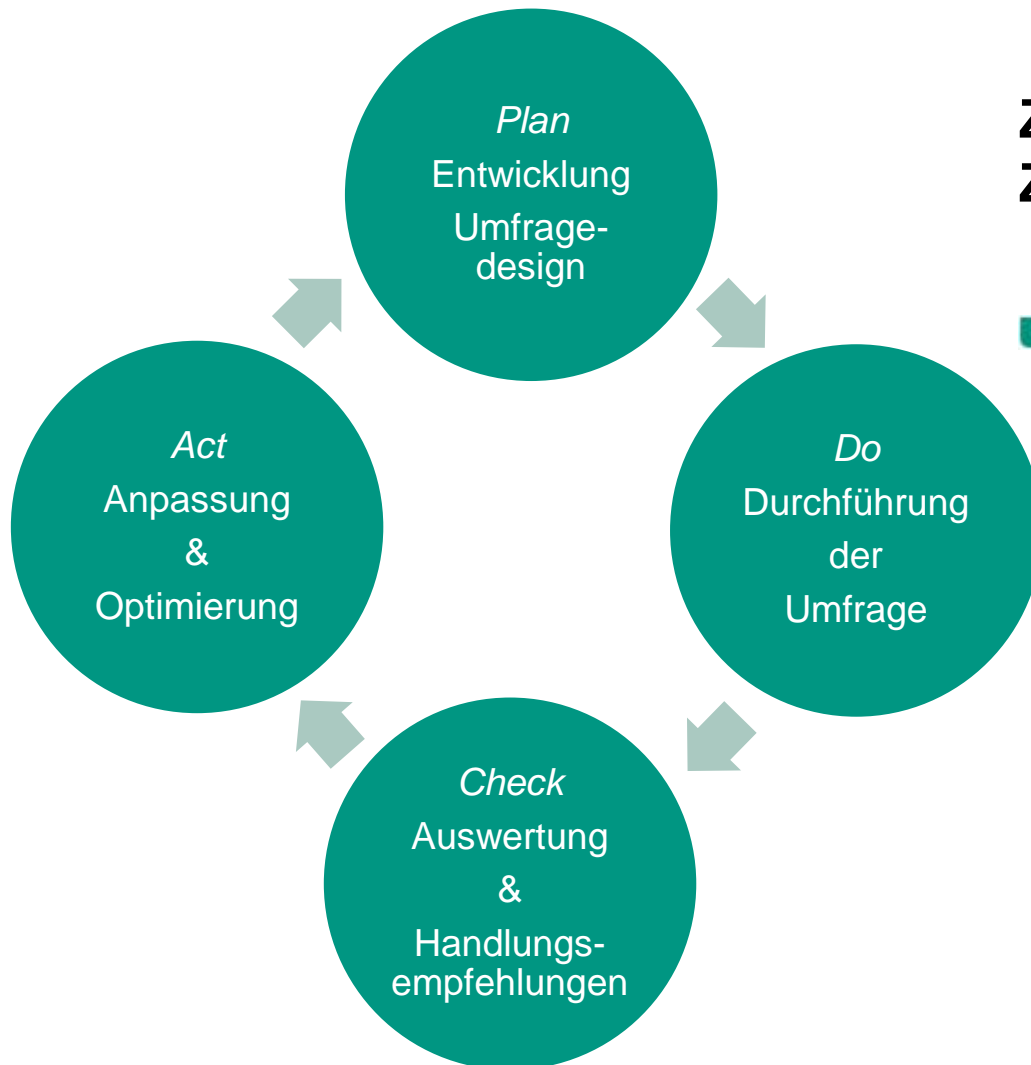 Plan
Entwicklung
Umfrage-
design
Act
Anpassung
&
Optimierung
Do
Durchführung
der
Umfrage
Check
Auswertung
&
Handlungs-
empfehlungen